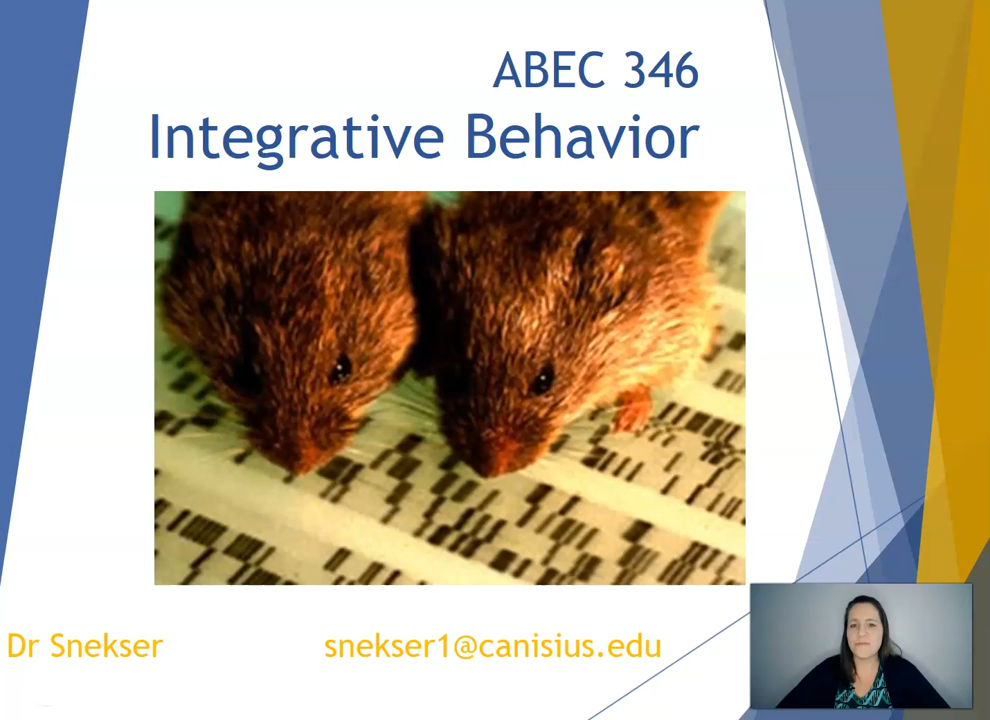 ABEC 346
Integrative Behavior
Dr Snekser
snekser1@canisius.edu